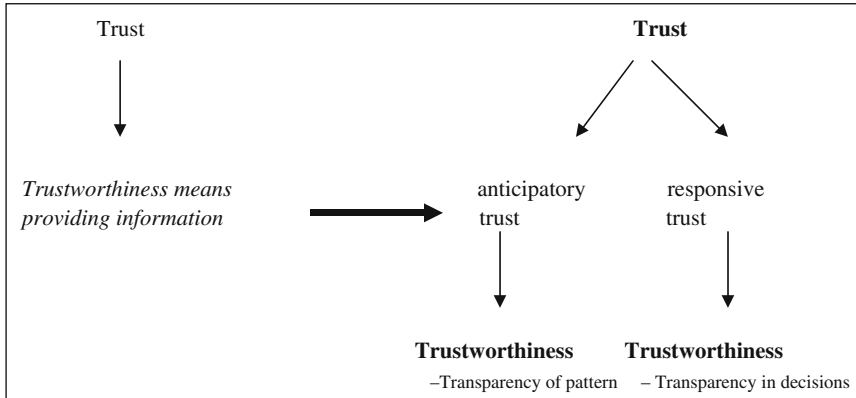 Trust
Trustworthiness means
providing information
Trust
anticipatory
trust
responsive
trust
Trustworthiness
–Transparency of pattern
Trustworthiness
– Transparency in decisions